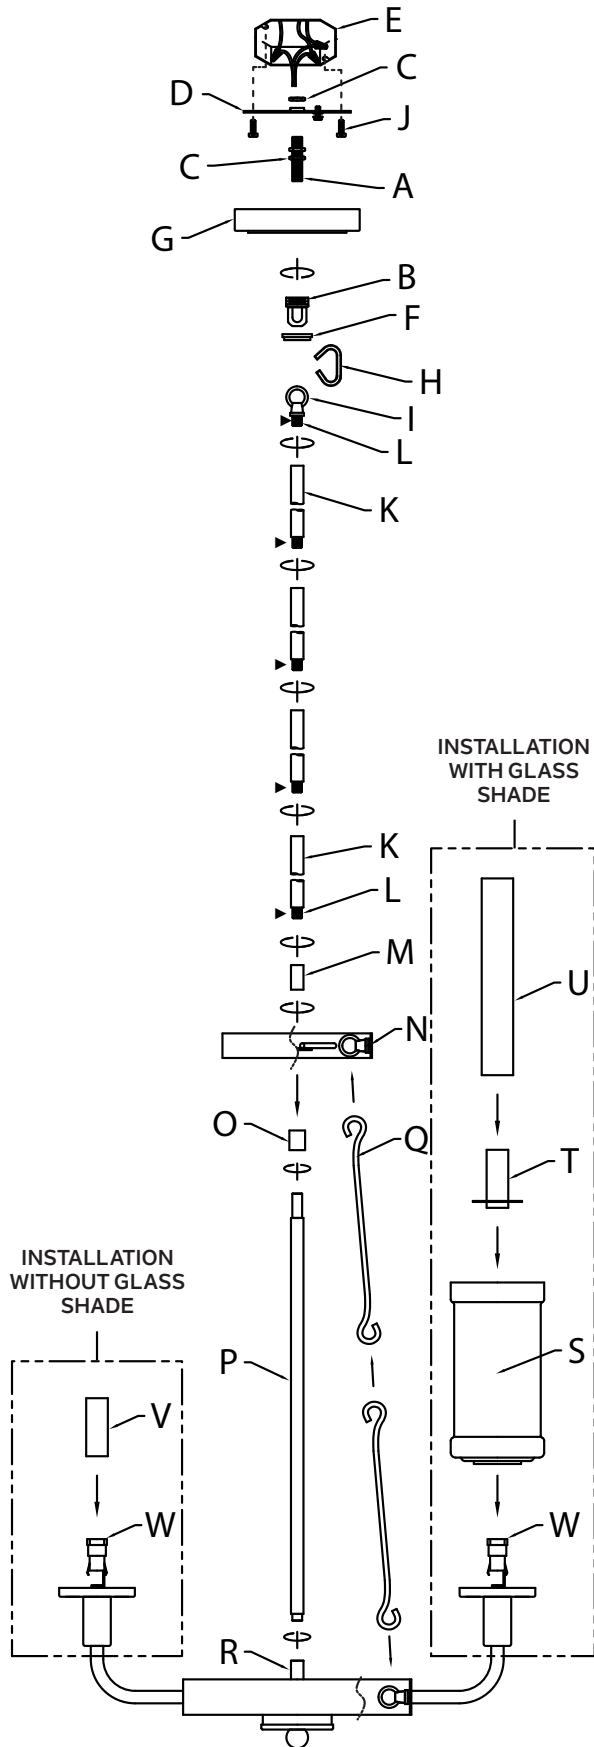 E
C
D
J
C
A
G
B
F
H
I
L
K
INSTALLATION
WITH GLASS
SHADE
K
L
M
U
N
O
Q
T
INSTALLATION
WITHOUT GLASS
SHADE
P
S
V
W
W
R